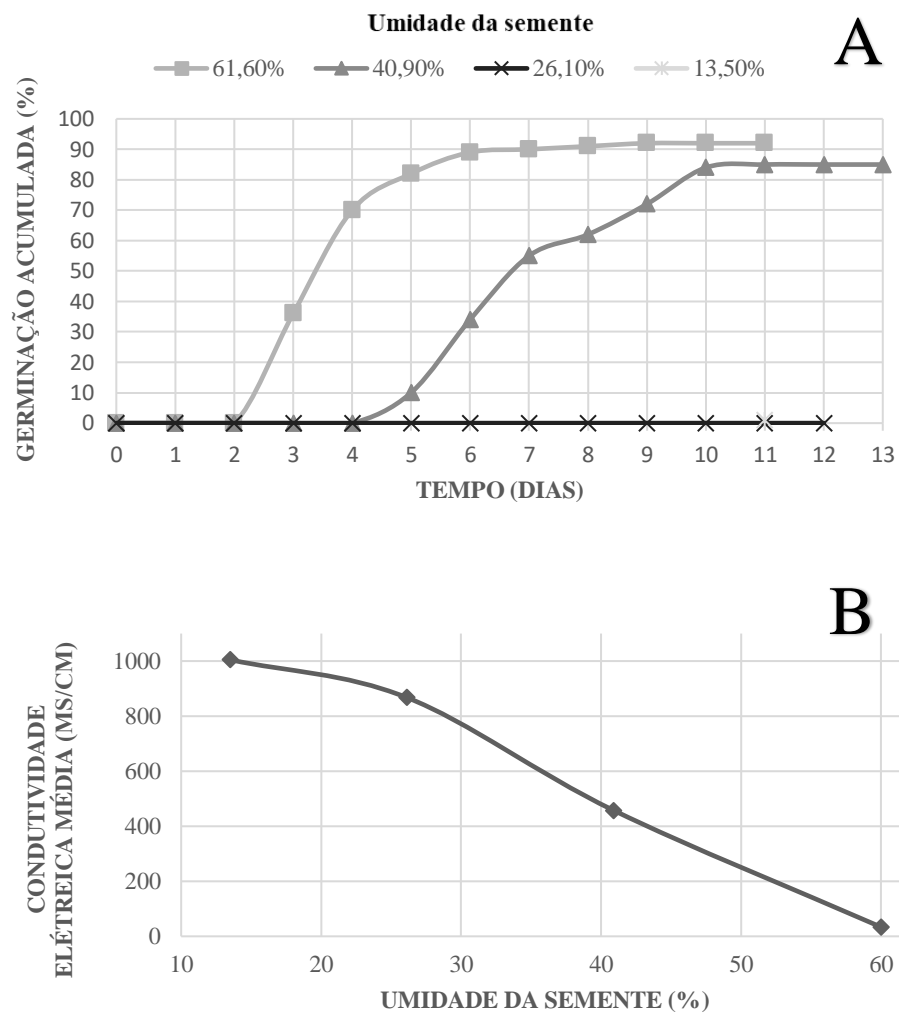 Umidade da semente
A
61,60%
40,90%
26,10%
13,50%
GERMINAÇÃO ACUMULADA (%)
100
90
80
70
60
50
40
30
20
10
0
0 1 2 3 4 5 6 7 8 9 10 11 12 13
TEMPO (DIAS)
B
CONDUTIVIDADE
ELÉTREICA MÉDIA (MS/CM)
1000
800
600
400
200
0
10 20 30 40 50 60
UMIDADE DA SEMENTE (%)